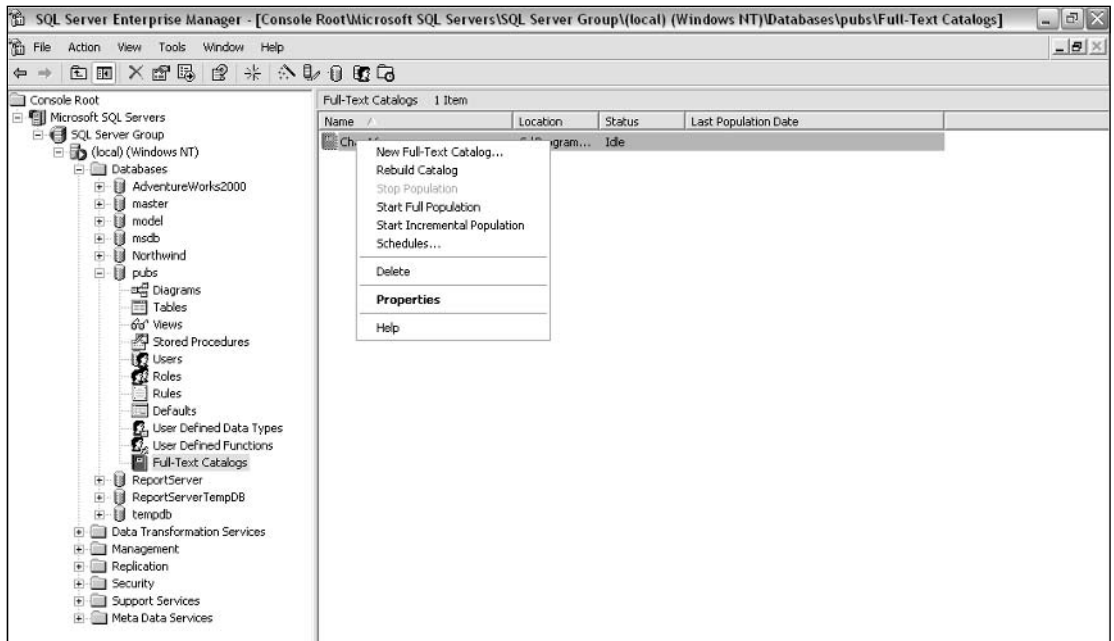 SQL Server Enterprise Manager - [Console Root\Microsoft SQL Servers\SQL Server Group\(local) (Windows NT)\Databases\pubs\Full-Text Catalogs]
File Action View Tools Window Help
Console Root
Microsoft SQL Servers
SQL Server Group
(local) (Windows NT)
Databases
AdventureWorks2000
master
model
msdb
Northwind
pubs
Diagrams
Tables
Views
Stored Procedures
Users
Roles
Rules
Defaults
User Defined Data Types
User Defined Functions
Full-Text Catalogs
ReportServer
ReportServerTempDB
tempdb
Data Transformation Services
Management
Replication
Security
Support Services
Meta Data Services
Full-Text Catalogs 1 Item
Name Location Status Last Population Date
Idle
New Full-Text Catalog...
Rebuild Catalog
Stop Population
Start Full Population
Start Incremental Population
Schedules...
Delete
Properties
Help